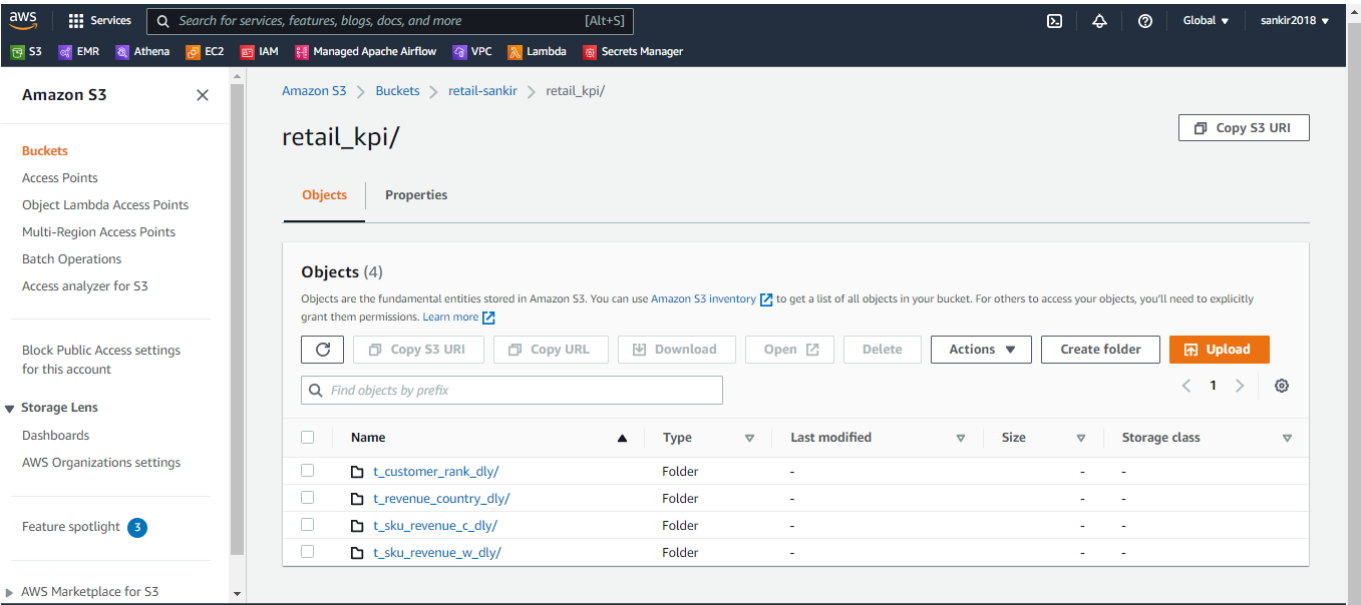 aws Services Search for services, features, blogs, docs, and more [Alt+S] Global sankir2018
S3 EMR Athena EC2 IAM Managed Apache Airflow VPC Lambda Secrets Manager
Amazon S3
Buckets
Access Points
Object Lambda Access Points
Multi-Region Access Points
Batch Operations
Access analyzer for S3
Block Public Access settings
for this account
Storage Lens
Dashboards
AWS Organizations settings
Feature spotlight 3
AWS Marketplace for S3
Amazon S3 > Buckets > retail-sankir > retail_kpi/
retail_kpi/
Copy S3 URI
Objects Properties
Objects (4)
Objects are the fundamental entities stored in Amazon S3. You can use Amazon S3 inventory to get a list of all objects in your bucket. For others to access your objects, you'll need to explicitly
grant them permissions. Learn more
Copy S3 URI Copy URL Download Open Delete Actions Create folder Upload
Find objects by prefix < 1 >
Name Type Last modified Size Storage class
t_customer_rank_dly/ Folder - - -
t_revenue_country_dly/ Folder - - -
t_sku_revenue_c_dly/ Folder - - -
t_sku_revenue_w_dly/ Folder - - -